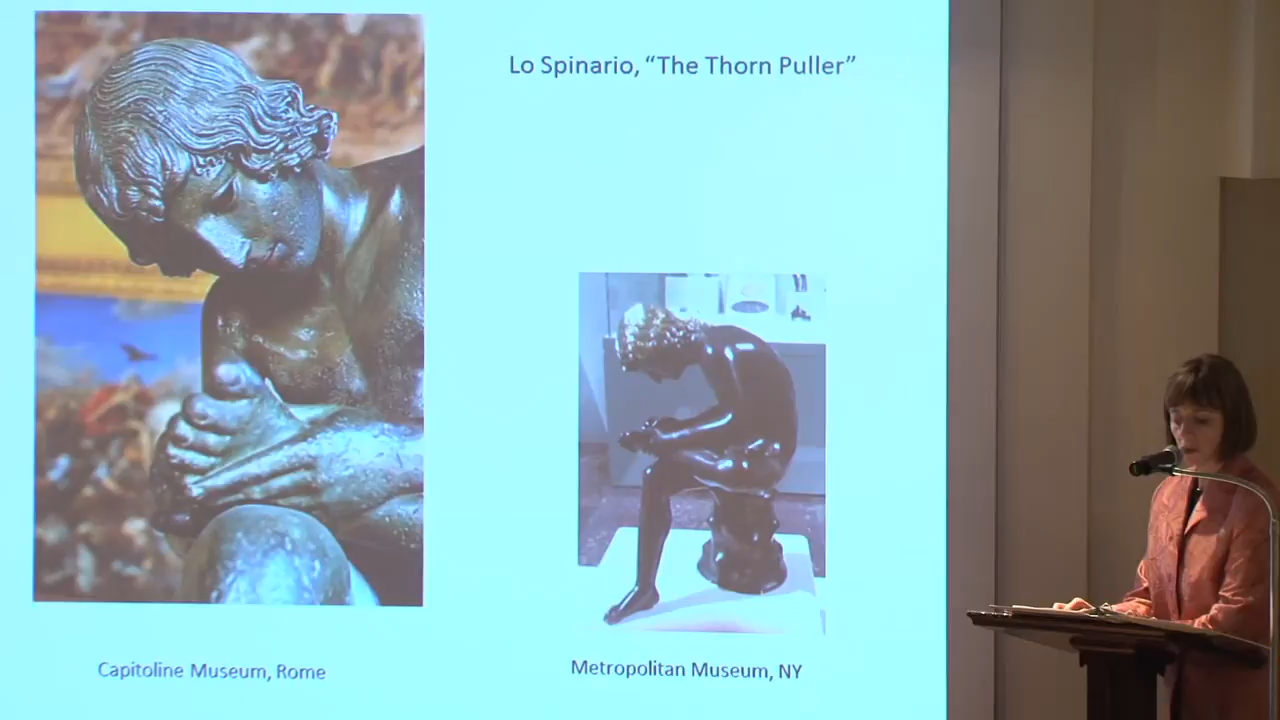 Lo Spinario, “The Thorn Puller”
Capitoline Museum, Rome
Metropolitan Museum, NY